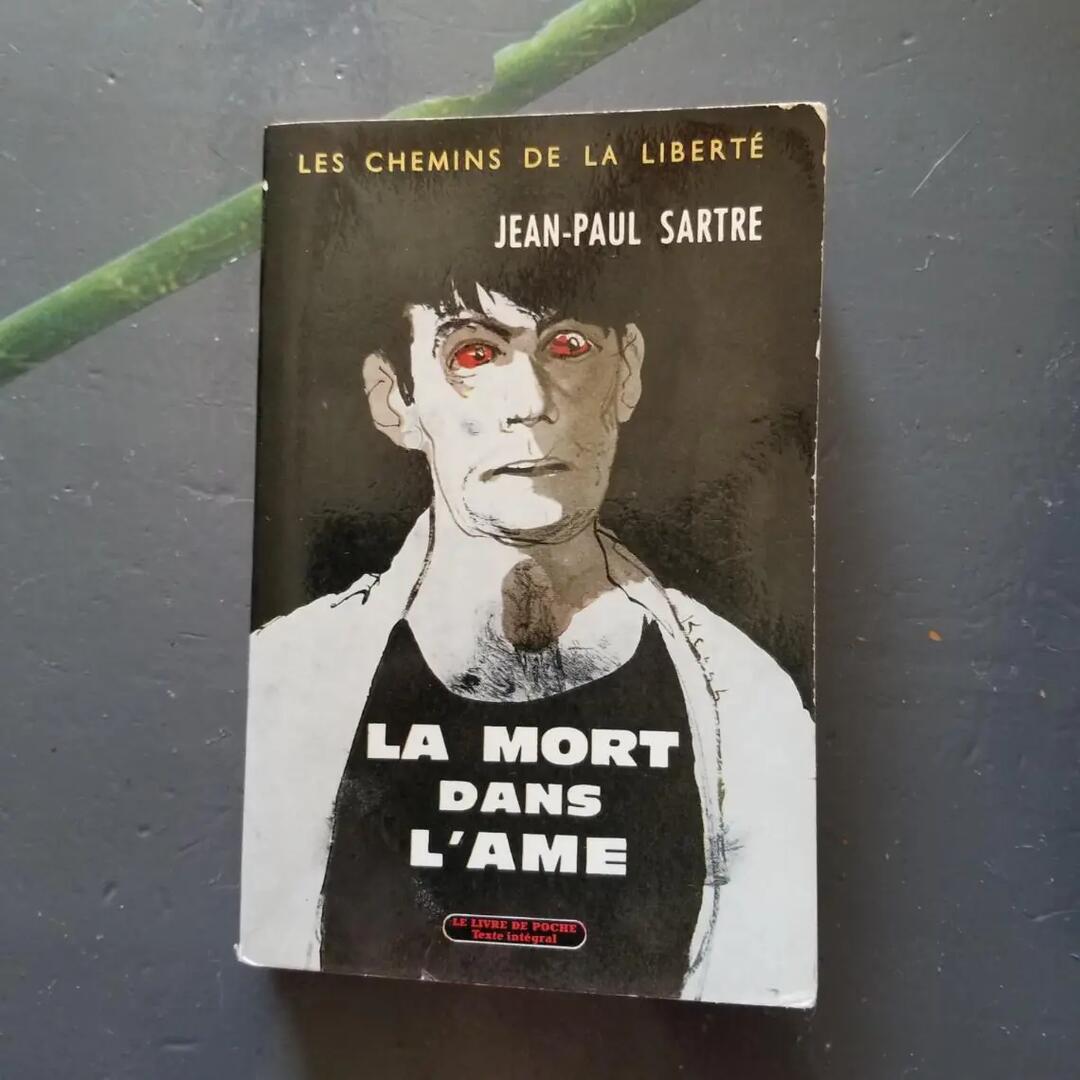 LES CHEMINS DE LA LIBERTÉ
JEAN-PAUL SARTRE
LA MORT
DANS
L'AME
LE LIVRE DE POCHE
Texte intégral